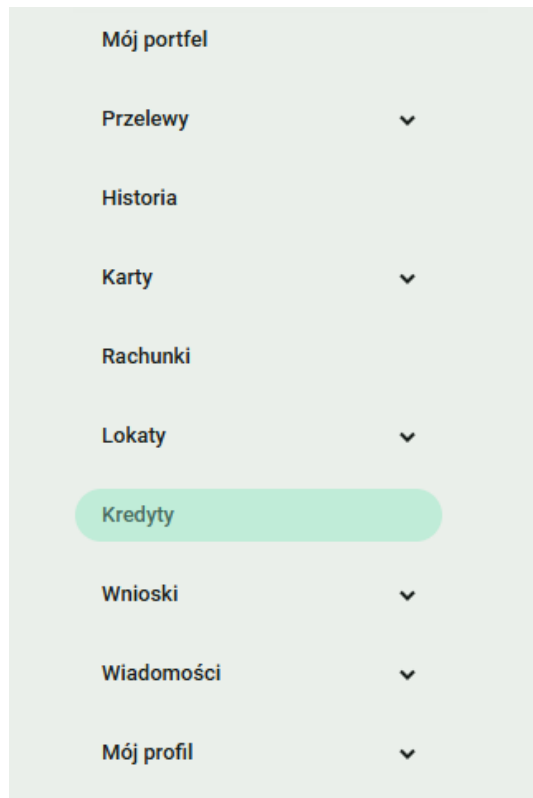 Mój portfel
Przelewy
Historia
Karty
Rachunki
Lokaty
Kredyty
Wnioski
Wiadomości
Mój profil